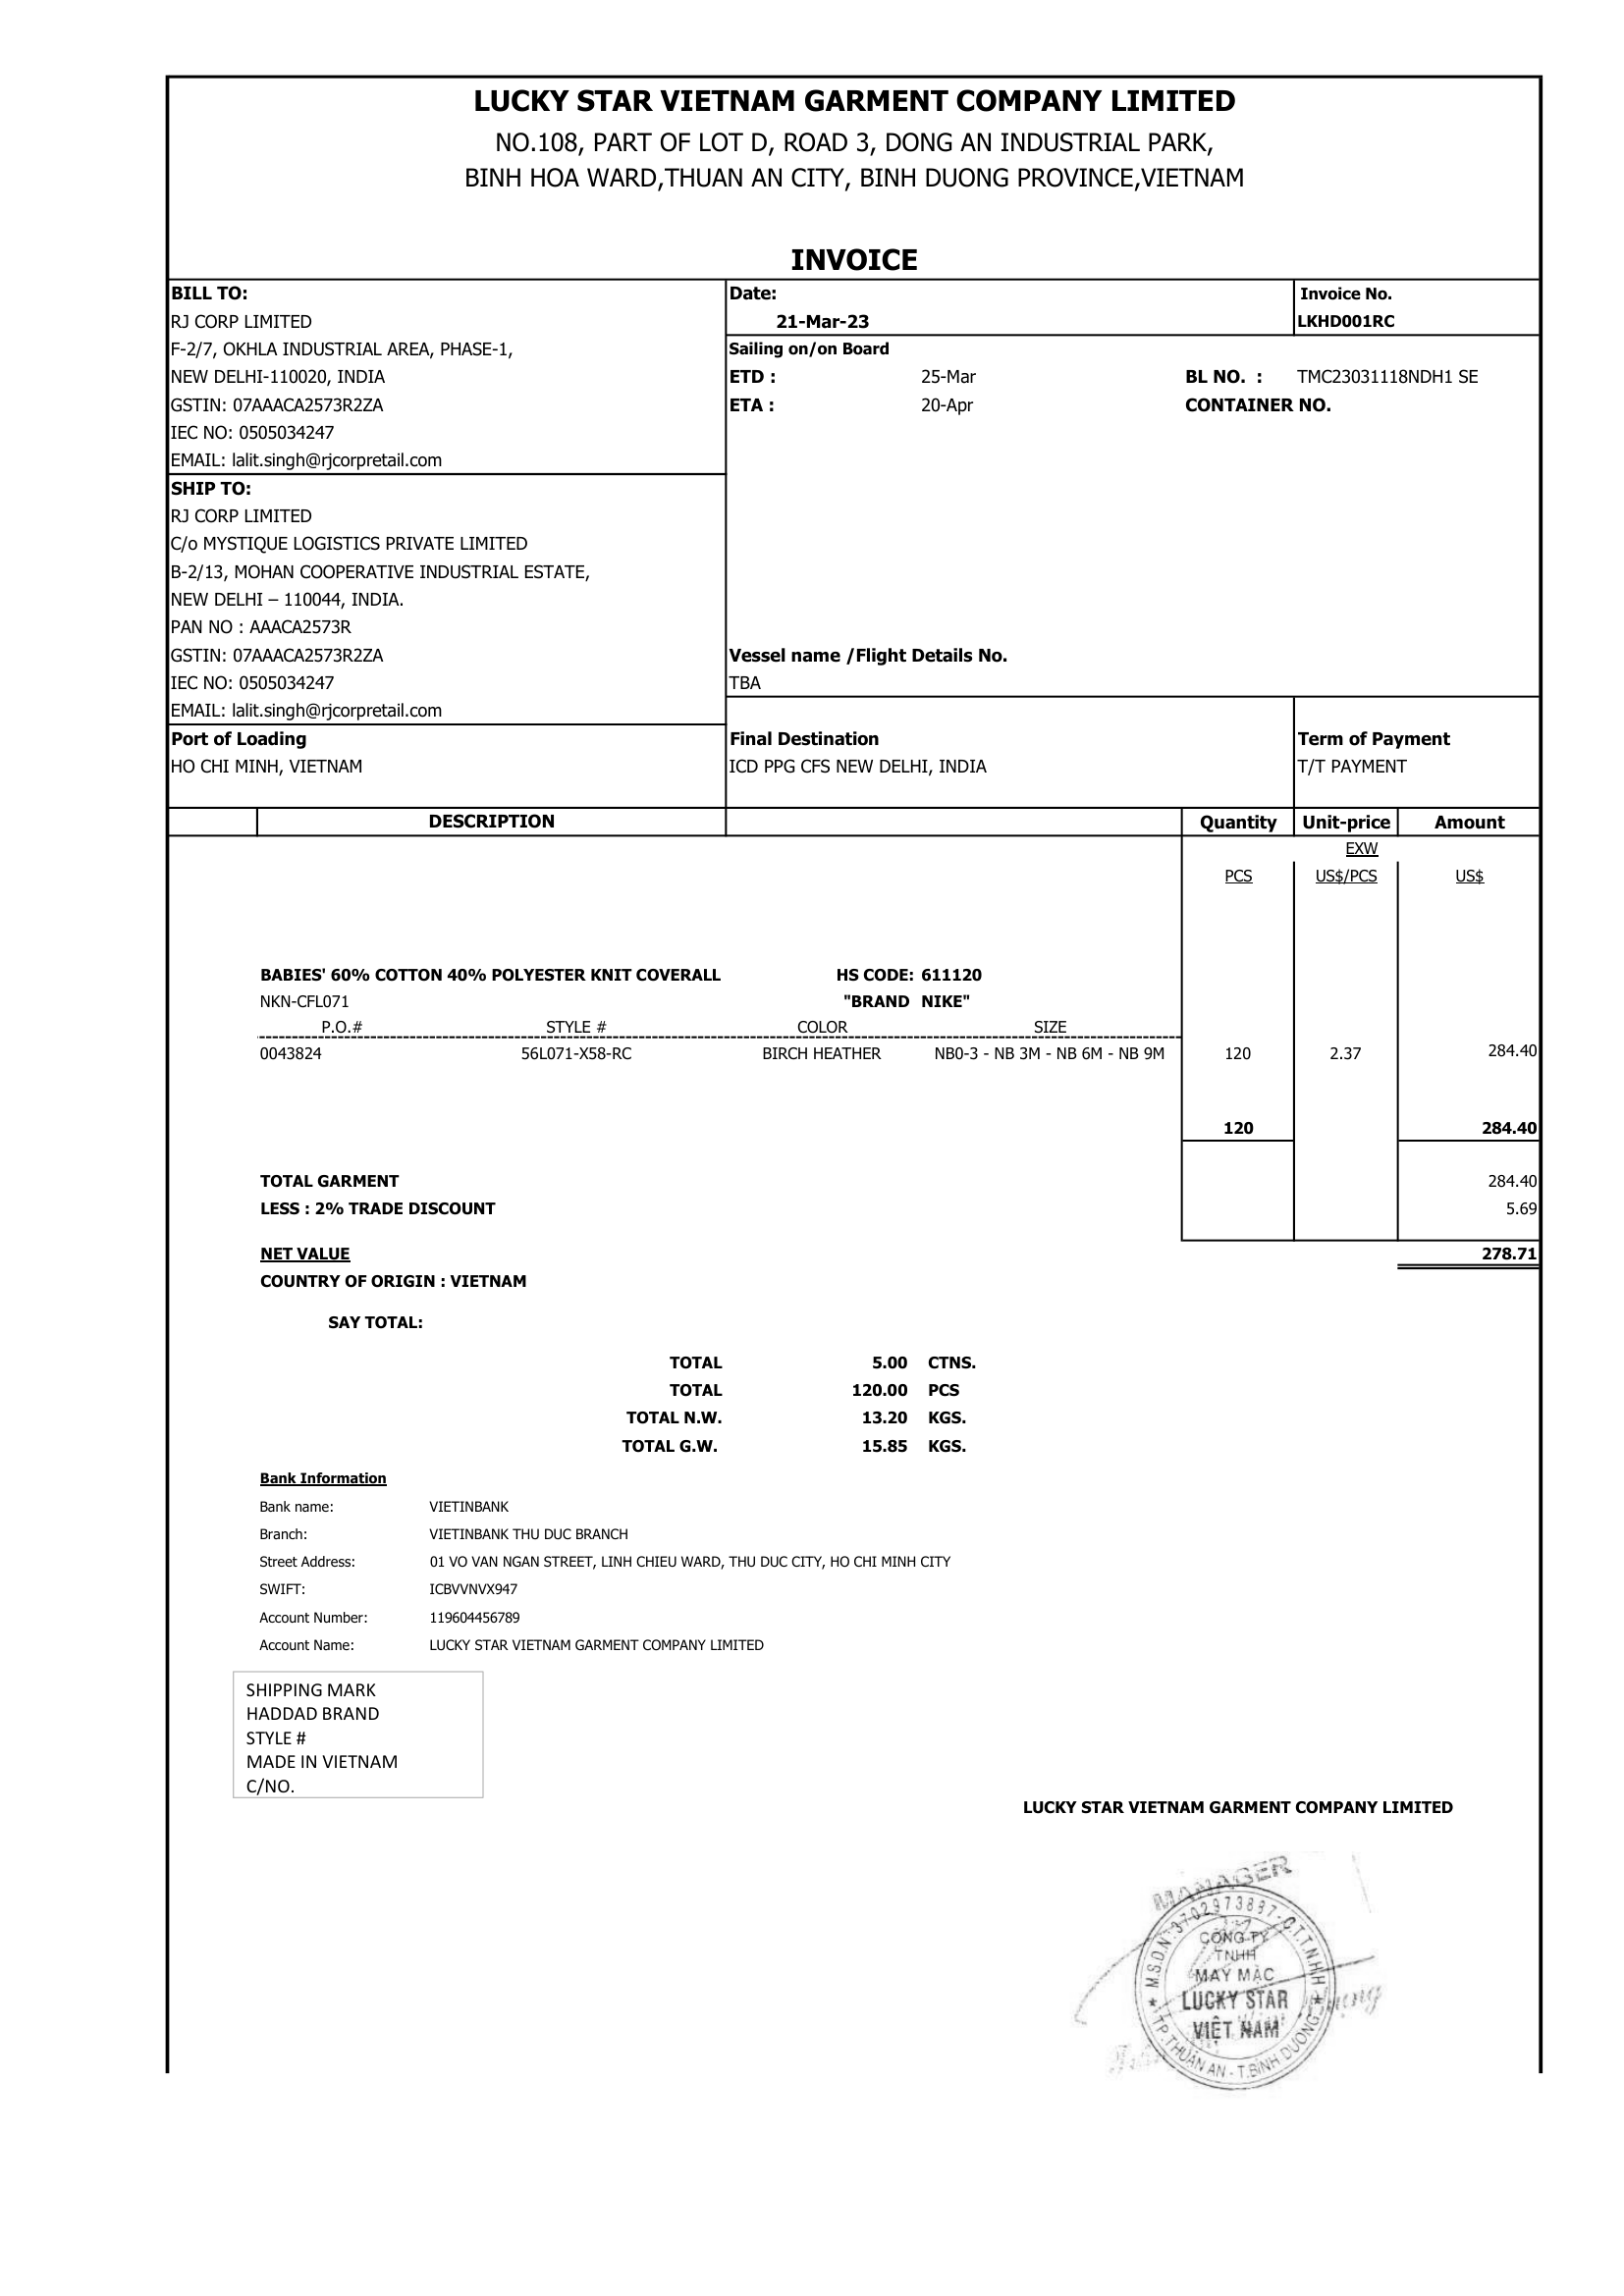 LUCKY STAR VIETNAM GARMENT COMPANY LIMITED
NO.108, PART OF LOT D, ROAD 3, DONG AN INDUSTRIAL PARK,
BINH HOA WARD,THUAN AN CITY, BINH DUONG PROVINCE,VIETNAM
INVOICE
BILL TO:
RJ CORP LIMITED
F-2/7, OKHLA INDUSTRIAL AREA, PHASE-1,
NEW DELHI-110020, INDIA
GSTIN: 07AAACA2573R2ZA
IEC NO: 0505034247
EMAIL: lalit.singh@rjcorpretail.com
Date:
21-Mar-23
Invoice No.
LKHD001RC
Sailing on/on Board
ETD : 25-Mar BL NO. : TMC23031118NDH1 SE
ETA : 20-Apr CONTAINER NO.
SHIP TO:
RJ CORP LIMITED
C/o MYSTIQUE LOGISTICS PRIVATE LIMITED
B-2/13, MOHAN COOPERATIVE INDUSTRIAL ESTATE,
NEW DELHI – 110044, INDIA.
PAN NO : AAACA2573R
GSTIN: 07AAACA2573R2ZA
IEC NO: 0505034247
EMAIL: lalit.singh@rjcorpretail.com
Vessel name /Flight Details No.
TBA
Port of Loading
HO CHI MINH, VIETNAM
Final Destination
ICD PPG CFS NEW DELHI, INDIA
Term of Payment
T/T PAYMENT
DESCRIPTION Quantity Unit-price Amount
EXW
PCS US$/PCS US$
BABIES' 60% COTTON 40% POLYESTER KNIT COVERALL HS CODE: 611120
NKN-CFL071 "BRAND NIKE"
P.O.# STYLE # COLOR SIZE
0043824 56L071-X58-RC BIRCH HEATHER NB0-3 - NB 3M - NB 6M - NB 9M 120 2.37 284.40
120 284.40
TOTAL GARMENT 284.40
LESS : 2% TRADE DISCOUNT 5.69
NET VALUE 278.71
COUNTRY OF ORIGIN : VIETNAM
SAY TOTAL:
TOTAL 5.00 CTNS.
TOTAL 120.00 PCS
TOTAL N.W. 13.20 KGS.
TOTAL G.W. 15.85 KGS.
Bank Information
Bank name: VIETINBANK
Branch: VIETINBANK THU DUC BRANCH
Street Address: 01 VO VAN NGAN STREET, LINH CHIEU WARD, THU DUC CITY, HO CHI MINH CITY
SWIFT: ICBVVNVX947
Account Number: 119604456789
Account Name: LUCKY STAR VIETNAM GARMENT COMPANY LIMITED
SHIPPING MARK
HADDAD BRAND
STYLE #
MADE IN VIETNAM
C/NO.
LUCKY STAR VIETNAM GARMENT COMPANY LIMITED
MANAGER
M.S.D.N: 3702973897-C.T.T.N.H.H
CÔNG TY
TNHH
MAY MẶC
LUCKY STAR
VIỆT NAM
TP.THUẬN AN - T.BÌNH DƯƠNG